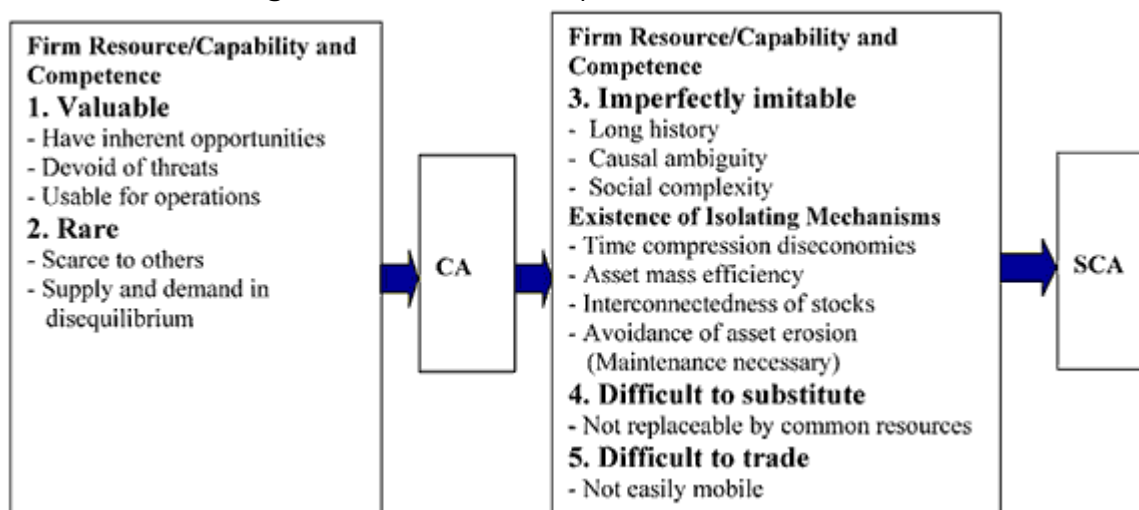 Firm Resource/Capability and
Competence
1. Valuable
- Have inherent opportunities
- Devoid of threats
- Usable for operations
2. Rare
- Scarce to others
- Supply and demand in
disequilibrium
CA
Firm Resource/Capability and
Competence
3. Imperfectly imitable
- Long history
- Causal ambiguity
- Social complexity
Existence of Isolating Mechanisms
- Time compression diseconomies
- Asset mass efficiency
- Interconnectedness of stocks
- Avoidance of asset erosion
(Maintenance necessary)
4. Difficult to substitute
- Not replaceable by common resources
5. Difficult to trade
- Not easily mobile
SCA